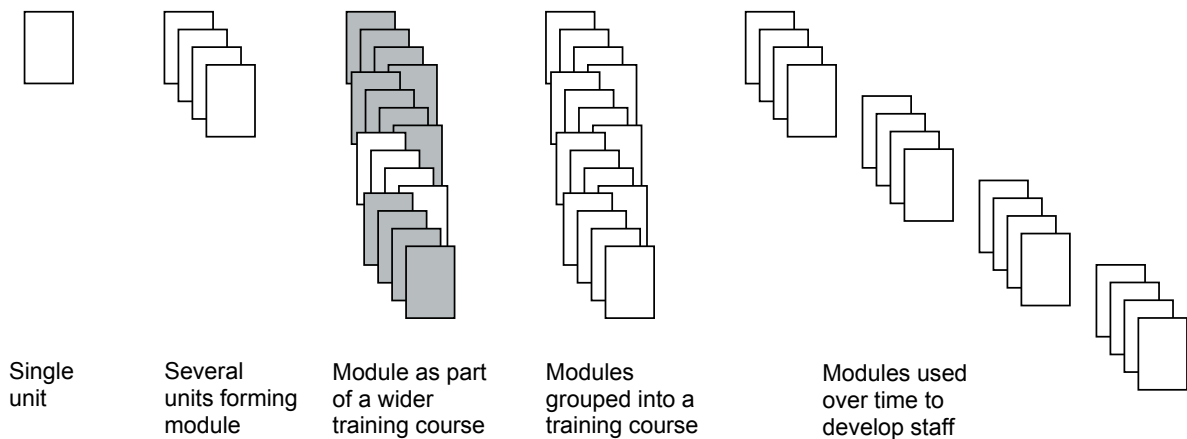 Single
unit
Several
units forming
module
Module as part
of a wider
training course
Modules
grouped into a
training course
Modules used
over time to
develop staff